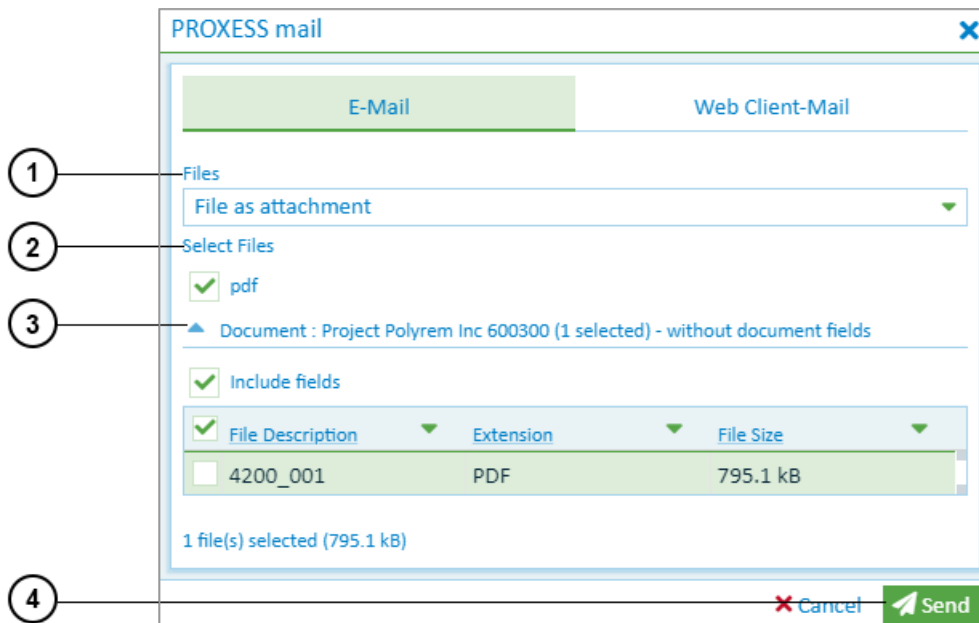 PROXESS mail
E-Mail Web Client-Mail
1 Files
File as attachment
2 Select Files
pdf
3 Document : Project Polyrem Inc 600300 (1 selected) - without document fields
Include fields
File Description Extension File Size
4200_001 PDF 795.1 kB
1 file(s) selected (795.1 kB)
4 Cancel Send